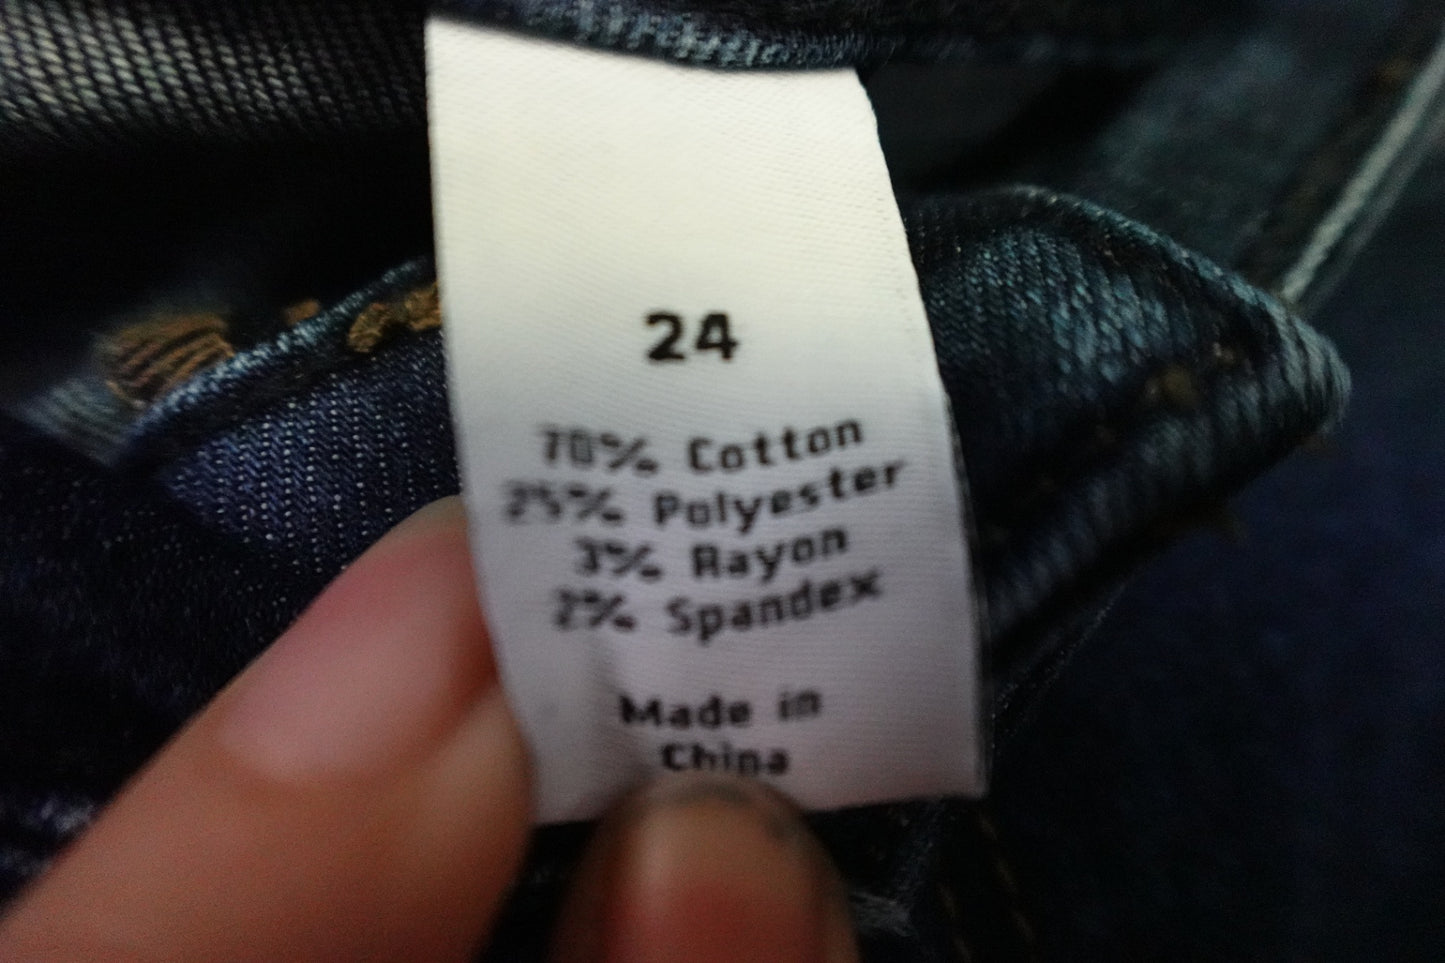 24
70% Cotton
25% Polyester
3% Rayon
2% Spandex
Made in
China